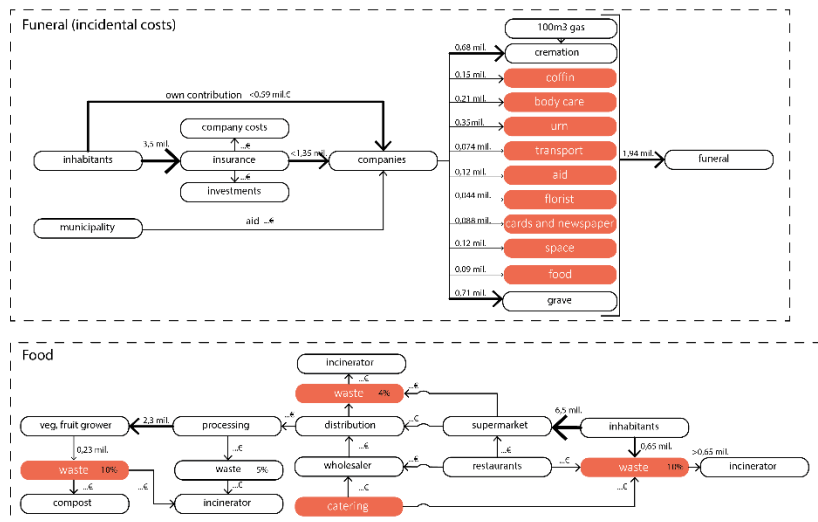 Funeral (incidental costs)
100m3 gas
0,68 mil.
cremation
0.15 mil.
coffin
own contribution <0.59 mil.€
0.21 mil.
body care
company costs
0.35mil.
urn
...€
3,5 mil.
<1,35 mil.
0,074 mil.
transport
1,94 mil.
inhabitants
insurance
companies
funeral
...€
0,12 mil.
aid
investments
0,044 mil.
florist
aid ...€
0,088 mil.
cards and newspaper
municipality
0.12 mil.
space
0.09 mil.
food
0.71 mil.
grave
Food
incinerator
...€
waste 4%
...€
6,5 mil.
veg, fruit grower
2,3 mil.
processing
...€
distribution
...€
supermarket
inhabitants
0,23 mil.
...€
...€
...€
0,65 mil.
>0.65 mil.
waste 10%
waste 5%
wholesaler
...€
restaurants
...€
waste 10%
incinerator
...€
...€
...€
...€
...€
compost
incinerator
catering